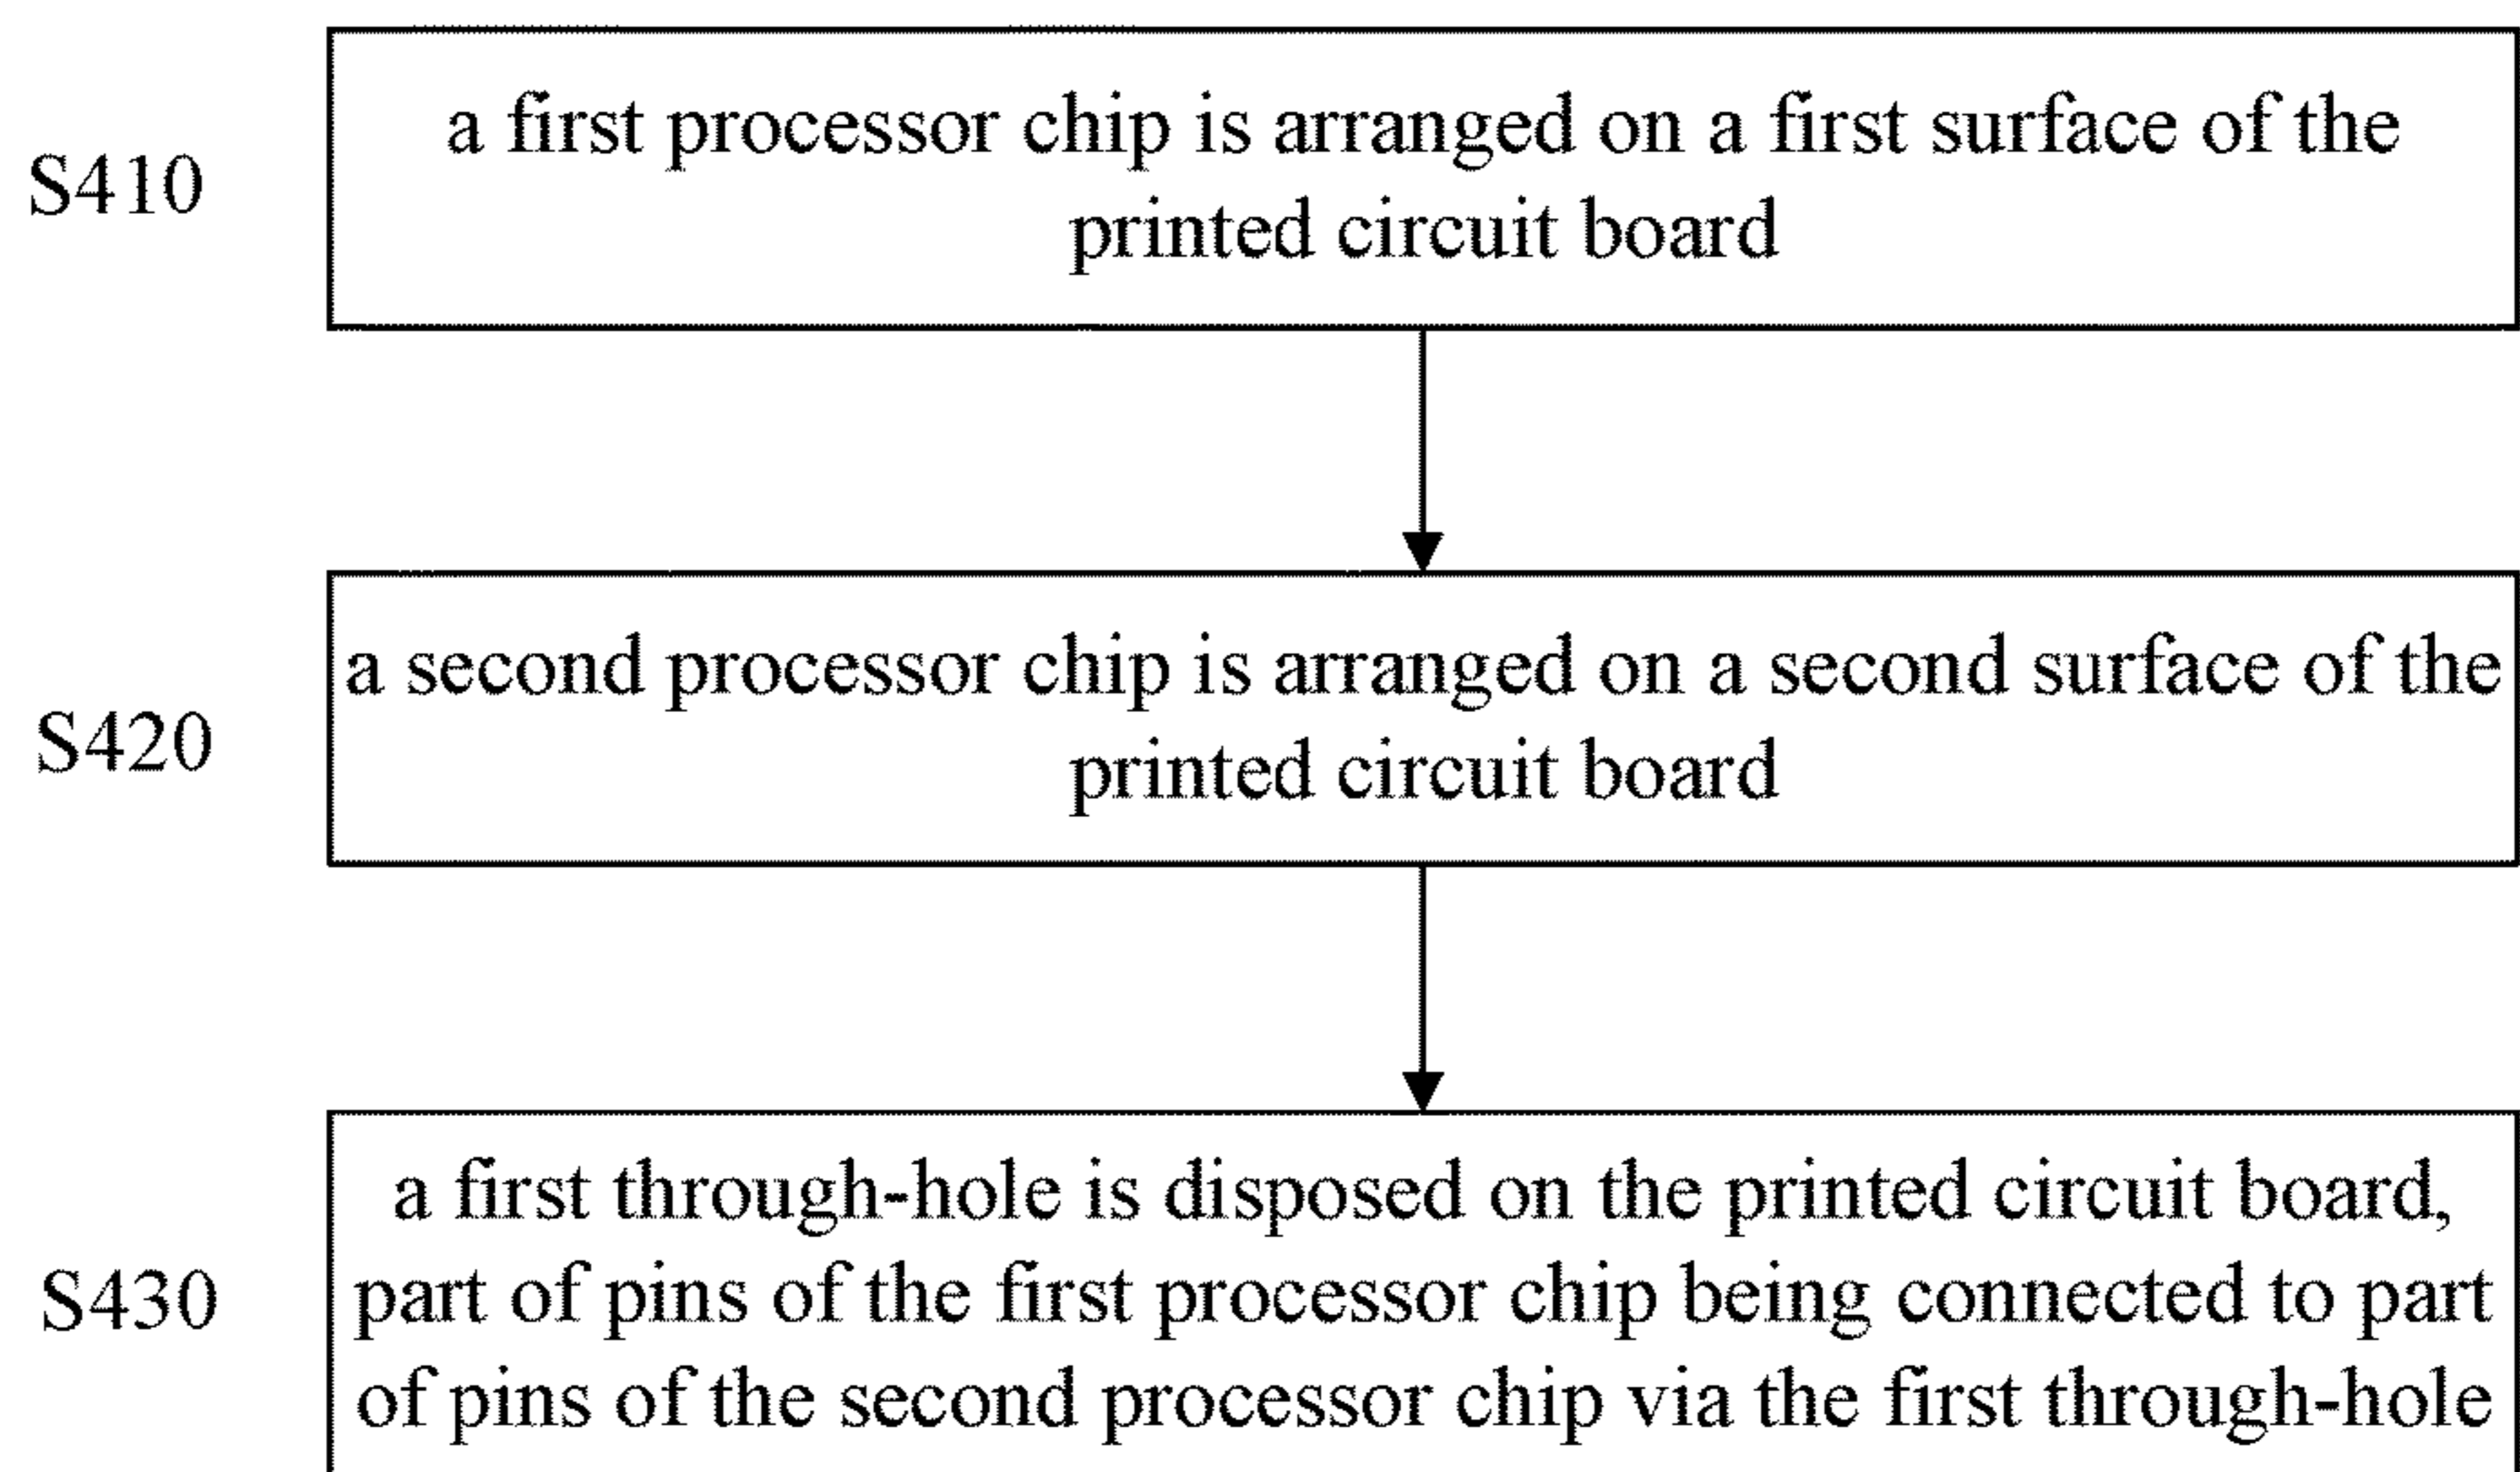 S410
a first processor chip is arranged on a first surface of the
printed circuit board
S420
a second processor chip is arranged on a second surface of the
printed circuit board
S430
a first through-hole is disposed on the printed circuit board,
part of pins of the first processor chip being connected to part
of pins of the second processor chip via the first through-hole